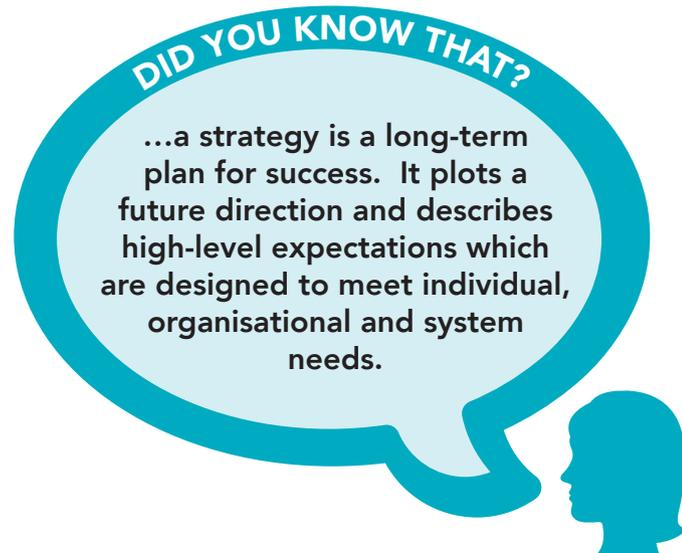 DID YOU KNOW THAT?
…a strategy is a long-term
plan for success.  It plots a
future direction and describes
high-level expectations which
are designed to meet individual,
organisational and system
needs.